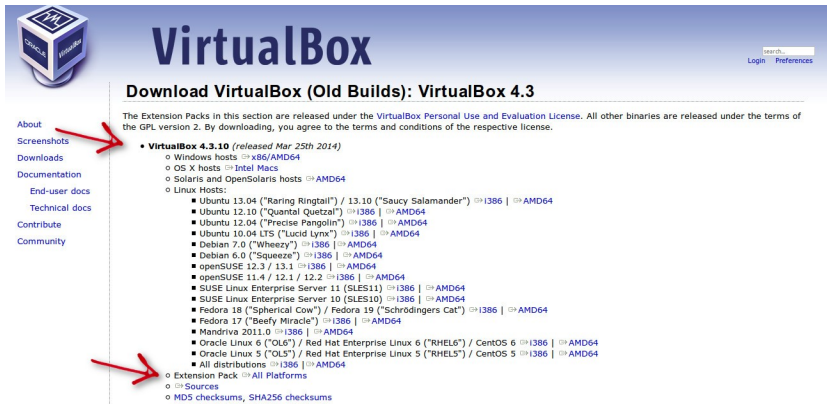 ORACLE
VirtualBox
VirtualBox
search...
Login Preferences
Download VirtualBox (Old Builds): VirtualBox 4.3
The Extension Packs in this section are released under the VirtualBox Personal Use and Evaluation License. All other binaries are released under the terms of
the GPL version 2. By downloading, you agree to the terms and conditions of the respective license.
About
Screenshots
Downloads
Documentation
End-user docs
Technical docs
Contribute
Community
• VirtualBox 4.3.10 (released Mar 25th 2014)
Windows hosts x86/AMD64
OS X hosts Intel Macs
Solaris and OpenSolaris hosts AMD64
Linux Hosts:
Ubuntu 13.04 ("Raring Ringtail") / 13.10 ("Saucy Salamander") i386 | AMD64
Ubuntu 12.10 ("Quantal Quetzal") i386 | AMD64
Ubuntu 12.04 ("Precise Pangolin") i386 | AMD64
Ubuntu 10.04 LTS ("Lucid Lynx") i386 | AMD64
Debian 7.0 ("Wheezy") i386 | AMD64
Debian 6.0 ("Squeeze") i386 | AMD64
openSUSE 12.3 / 13.1 i386 | AMD64
openSUSE 11.4 / 12.1 / 12.2 i386 | AMD64
SUSE Linux Enterprise Server 11 (SLES11) i386 | AMD64
SUSE Linux Enterprise Server 10 (SLES10) i386 | AMD64
Fedora 18 ("Spherical Cow") / Fedora 19 ("Schrödingers Cat") i386 | AMD64
Fedora 17 ("Beefy Miracle") i386 | AMD64
Mandriva 2011.0 i386 | AMD64
Oracle Linux 6 ("OL6") / Red Hat Enterprise Linux 6 ("RHEL6") / CentOS 6 i386 | AMD64
Oracle Linux 5 ("OL5") / Red Hat Enterprise Linux 5 ("RHEL5") / CentOS 5 i386 | AMD64
All distributions i386 | AMD64
Extension Pack All Platforms
Sources
MD5 checksums, SHA256 checksums